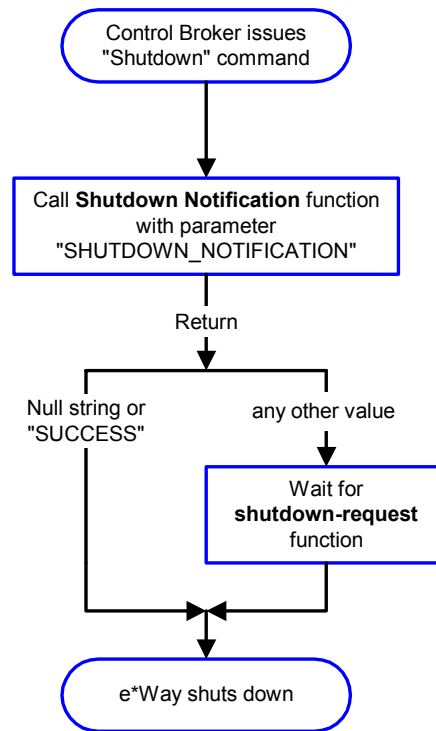 Control Broker issues
"Shutdown" command
Call Shutdown Notification function
with parameter
"SHUTDOWN_NOTIFICATION"
Return
Null string or
"SUCCESS"
any other value
Wait for
shutdown-request
function
e*Way shuts down